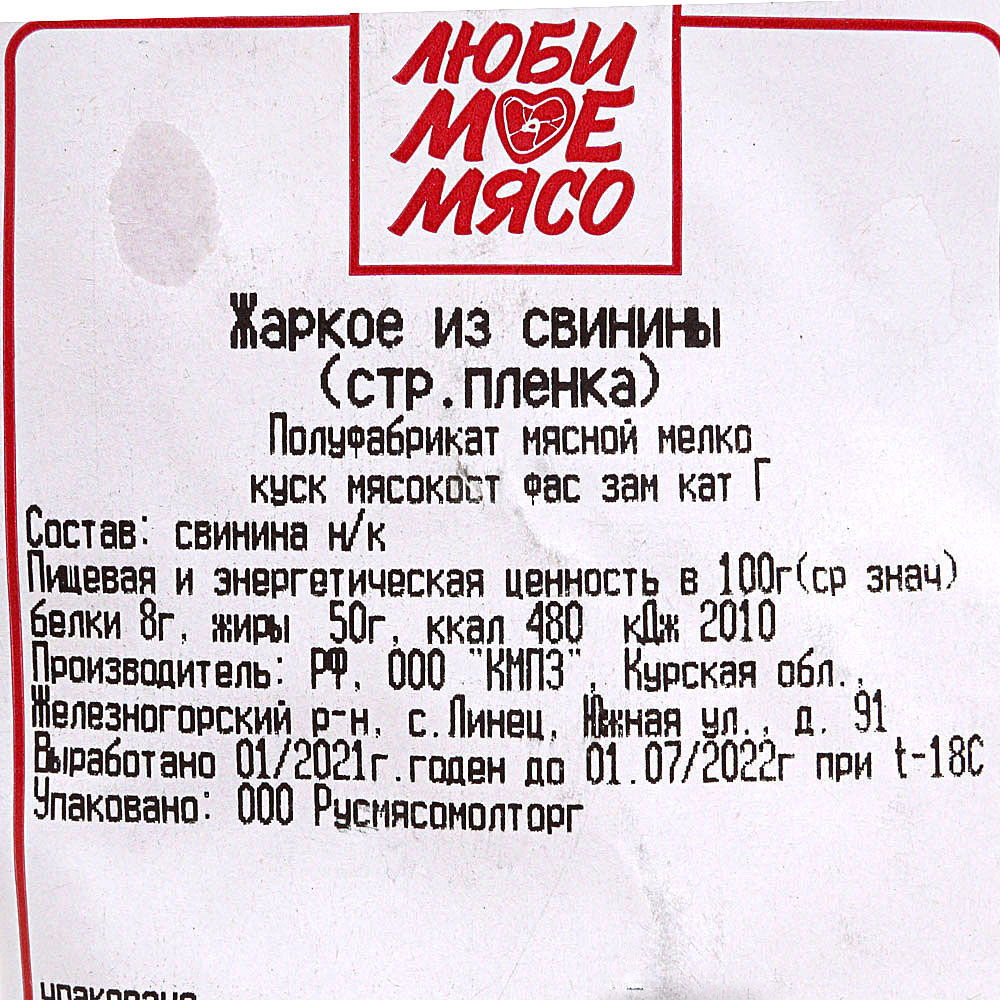 ЛЮБИ
МОЕ
МЯСО
Жаркое из свинины
(стр.пленка)
Полуфабрикат мясной мелко
куск мясокост фас зам кат Г
Состав: свинина н/к
Пищевая и энергетическая ценность в 100г(ср знач)
белки 8г, жиры 50г, ккал 480 кДж 2010
Производитель: РФ, ООО "КМПЗ", Курская обл.,
Железногорский р-н, с.Линец, Южная ул., д. 91
Выработано 01/2021г.годен до 01.07/2022г при t-18С
Упаковано: ООО Русмясомолторг
упаковано